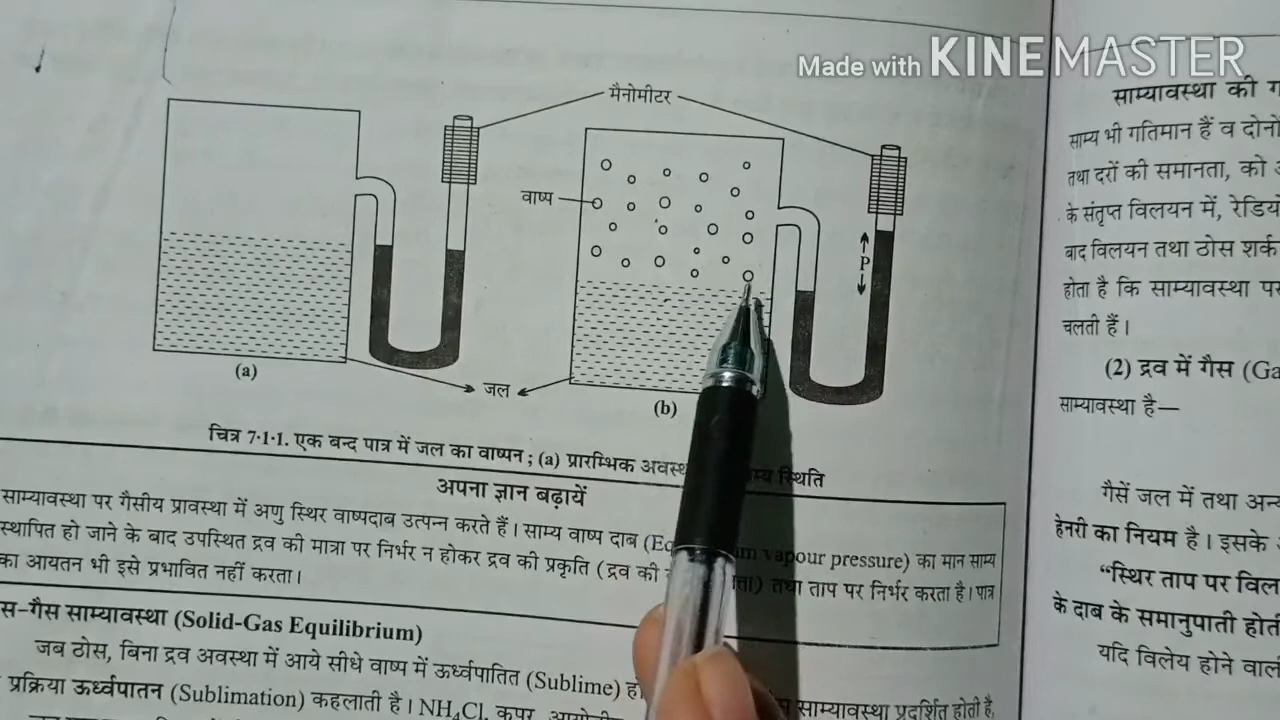 Made with KINEMASTER
मैनोमीटर
वाष्प
P
(a)
जल
(b)
चित्र 7·1·1. एक बन्द पात्र में जल का वाष्पन ; (a) प्रारम्भिक स्थिति
अपना ज्ञान बढ़ायें
साम्यावस्था पर गैसीय प्रावस्था में अणु स्थिर वाष्पदाब उत्पन्न करते हैं। साम्य वाष्प दाब vapour pressure) का मान साम्य
स्थापित हो जाने के बाद उपस्थित द्रव की मात्रा पर निर्भर न होकर द्रव की प्रकृति (द्रव की तथा ताप पर निर्भर करता है। पात्र
का आयतन भी इसे प्रभावित नहीं करता।
गैस साम्यावस्था (Solid-Gas Equilibrium)
जब ठोस, बिना द्रव अवस्था में आये सीधे वाष्प में ऊर्ध्वपातित (Sublime)
प्रक्रिया ऊर्ध्वपातन (Sublimation) कहलाती है। NH₄Cl, साम्यावस्था प्रदर्शित होती है,
साम्यावस्था की
साम्य भी गतिमान हैं व दोनों
तथा दरों की समानता, को
के संतृप्त विलयन में,
बाद विलयन तथा ठोस
होता है कि साम्यावस्था पर
चलती हैं।
(2) द्रव में गैस
साम्यावस्था है—
गैसें जल में तथा
हेनरी का नियम है। इसके
“स्थिर ताप पर
के दाब के समानुपाती होती
यदि विलेय होने